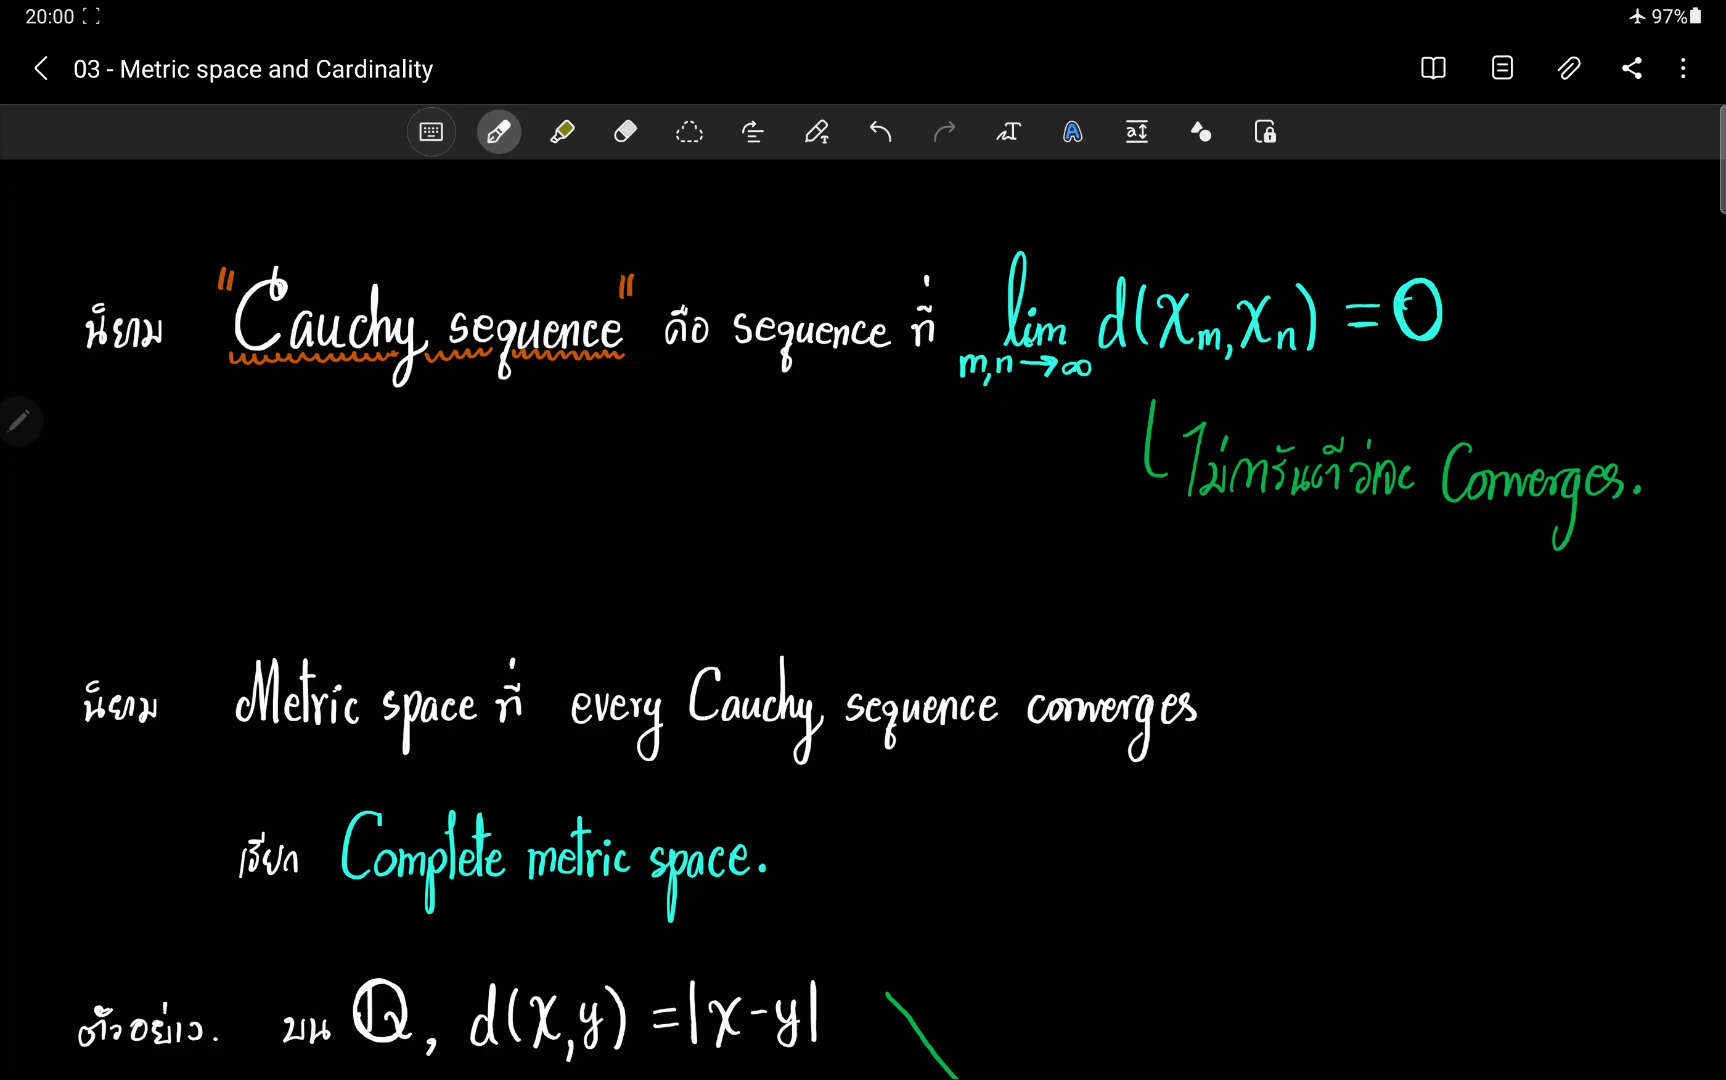 20:00 97%
03 - Metric space and Cardinality
นิยาม "Cauchy sequence" คือ sequence ที่ lim d(xₘ, xₙ) = 0
m,n → ∞
ไม่การันตีว่าจะ Converges.
นิยาม Metric space ที่ every Cauchy sequence converges
เรียก Complete metric space.
ตัวอย่าง. บน ℚ, d(x,y) = |x-y|